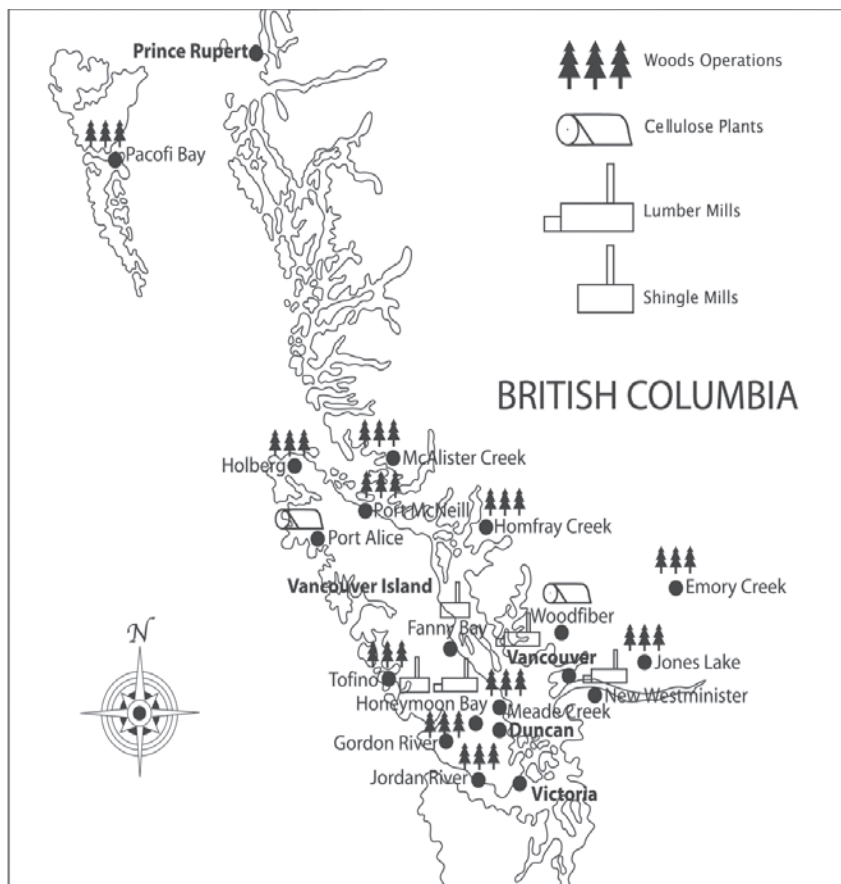 Prince Rupert
Woods Operations
Cellulose Plants
Pacofi Bay
Lumber Mills
Shingle Mills
BRITISH COLUMBIA
McAlister Creek
Holberg
Port McNeill
Homfray Creek
Port Alice
Vancouver Island
Emory Creek
Woodfiber
Fanny Bay
N
Vancouver
Jones Lake
Tofino
New Westminister
Honeymoon Bay
Meade Creek
Duncan
Gordon River
Jordan River
Victoria